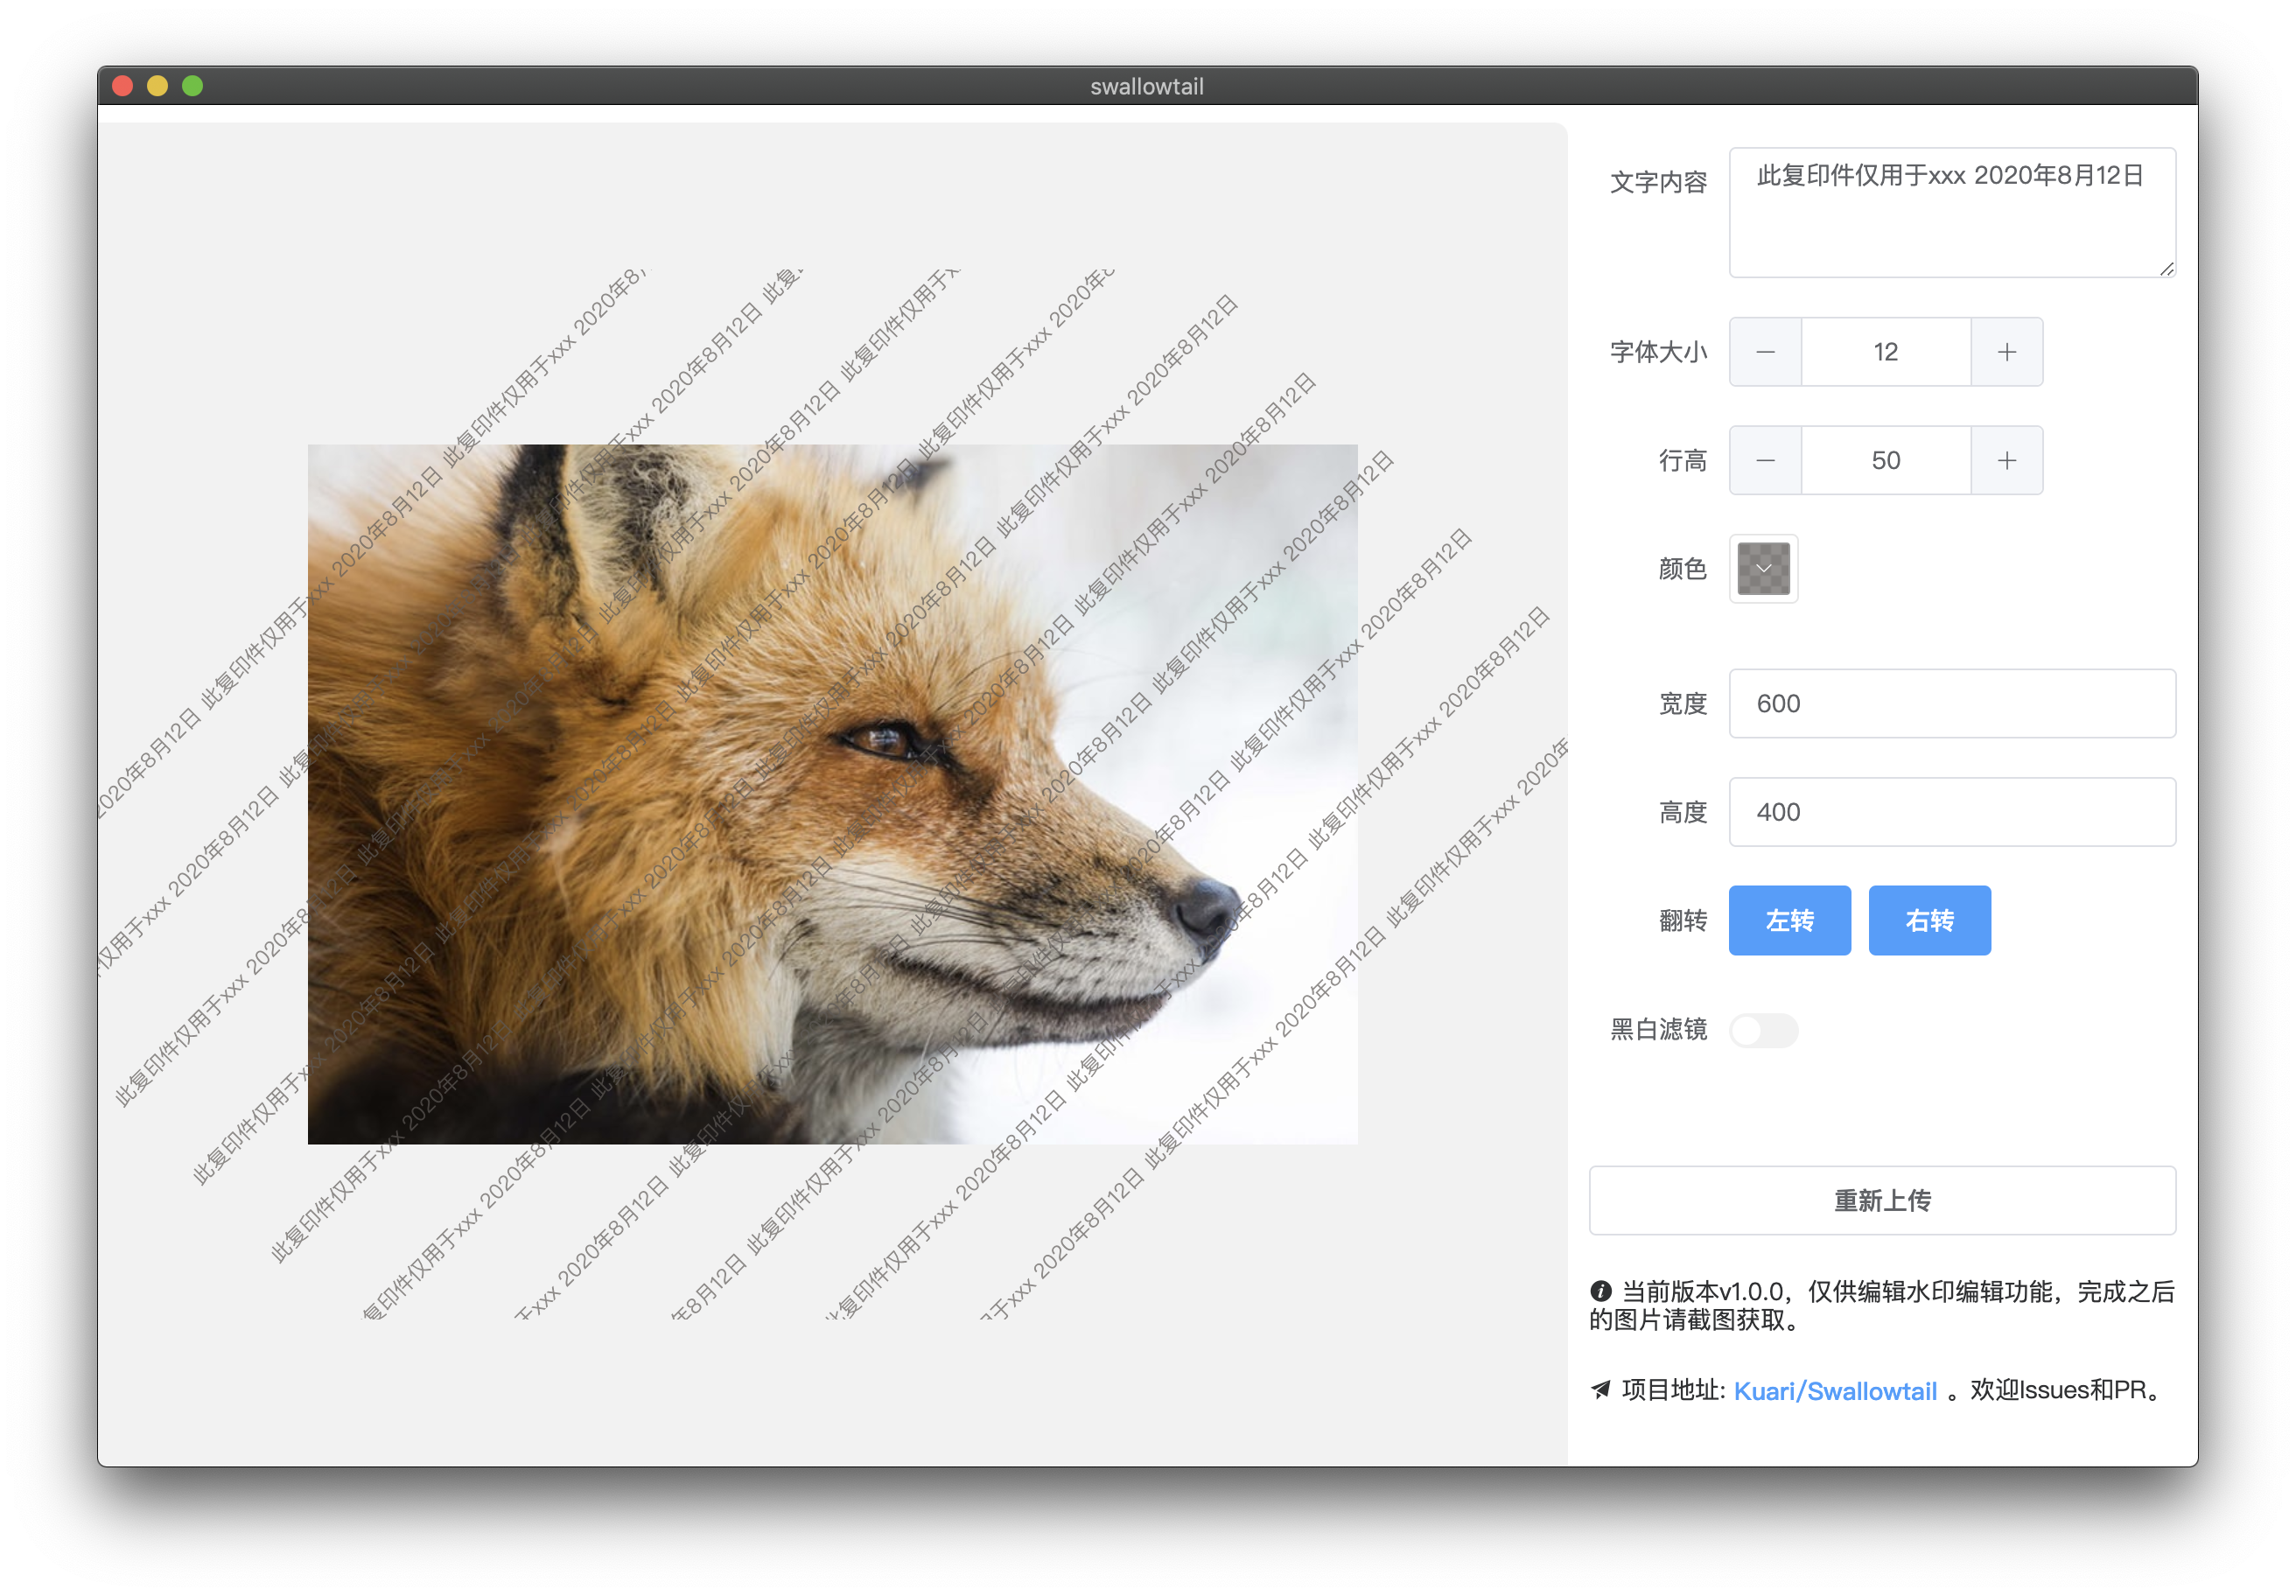 swallowtail
文字内容
此复印件仅用于xxx 2020年8月12日
字体大小
12
行高
50
颜色
宽度
600
高度
400
翻转
左转 右转
黑白滤镜
重新上传
当前版本v1.0.0，仅供编辑水印编辑功能，完成之后
的图片请截图获取。
项目地址: Kuari/Swallowtail 。欢迎Issues和PR。
此复印件仅用于xxx 2020年8月12日